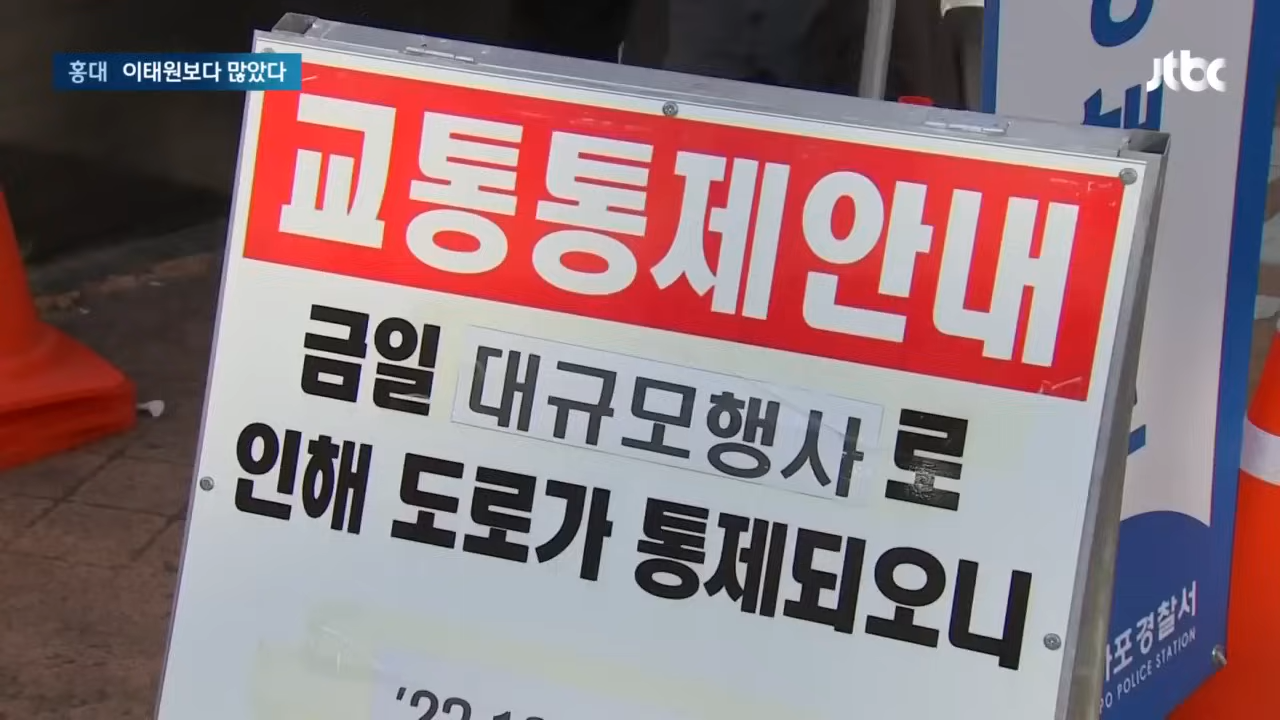 홍대 이태원보다 많았다
jtbc
교통통제안내
금일 대규모행사로
인해 도로가 통제되오니
포경찰서
PO POLICE STATION